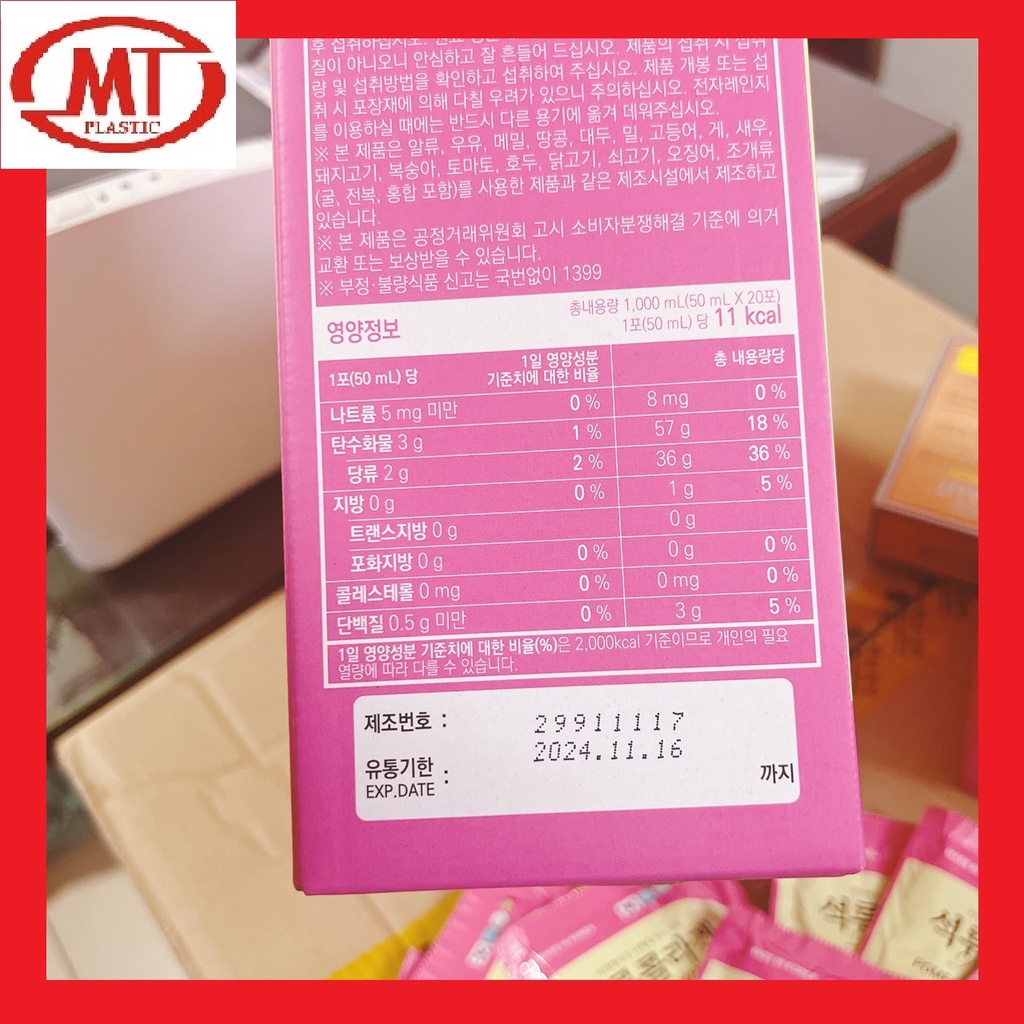 MT
PLASTIC
후 섭취하십시오.
질이 아니오니 안심하고 잘 흔들어 드십시오. 제품의 섭취 시 섭취
량 및 섭취방법을 확인하고 섭취하여 주십시오. 제품 개봉 또는 섭
취 시 포장재에 의해 다칠 우려가 있으니 주의하십시오. 전자레인지
를 이용하실 때에는 반드시 다른 용기에 옮겨 데워주십시오.
※ 본 제품은 알류, 우유, 메밀, 땅콩, 대두, 밀, 고등어, 게, 새우,
돼지고기, 복숭아, 토마토, 호두, 닭고기, 쇠고기, 오징어, 조개류
(굴, 전복, 홍합 포함)를 사용한 제품과 같은 제조시설에서 제조하고
있습니다.
※ 본 제품은 공정거래위원회 고시 소비자분쟁해결 기준에 의거
교환 또는 보상받을 수 있습니다.
※ 부정·불량식품 신고는 국번없이 1399
영양정보
총내용량 1,000 mL(50 mL X 20포)
1포(50 mL) 당 11 kcal
1포(50 mL) 당 1일 영양성분 기준치에 대한 비율 총 내용량당
나트륨 5 mg 미만 0 % 8 mg 0 %
탄수화물 3 g 1 % 57 g 18 %
당류 2 g 2 % 36 g 36 %
지방 0 g 0 % 1 g 5 %
트랜스지방 0 g 0 g
포화지방 0 g 0 % 0 g 0 %
콜레스테롤 0 mg 0 % 0 mg 0 %
단백질 0.5 g 미만 0 % 3 g 5 %
1일 영양성분 기준치에 대한 비율(%)은 2,000kcal 기준이므로 개인의 필요
열량에 따라 다를 수 있습니다.
제조번호 : 29911117
유통기한 : 2024.11.16 까지
EXP.DATE
콜라겐
석류
석류